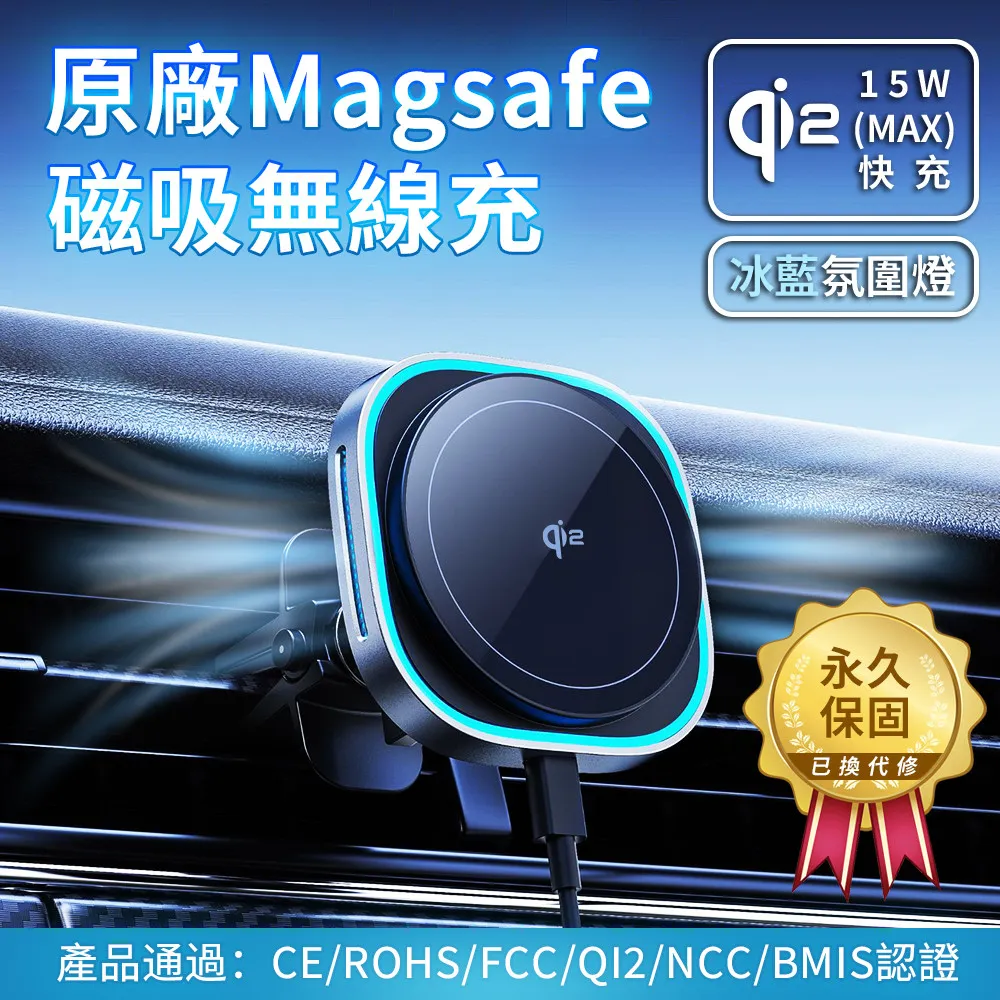 原廠Magsafe
磁吸無線充
qi2
15W
(MAX)
快充
冰藍氛圍燈
qi2
永久
保固
已換代修
產品通過：CE/ROHS/FCC/QI2/NCC/BMIS認證